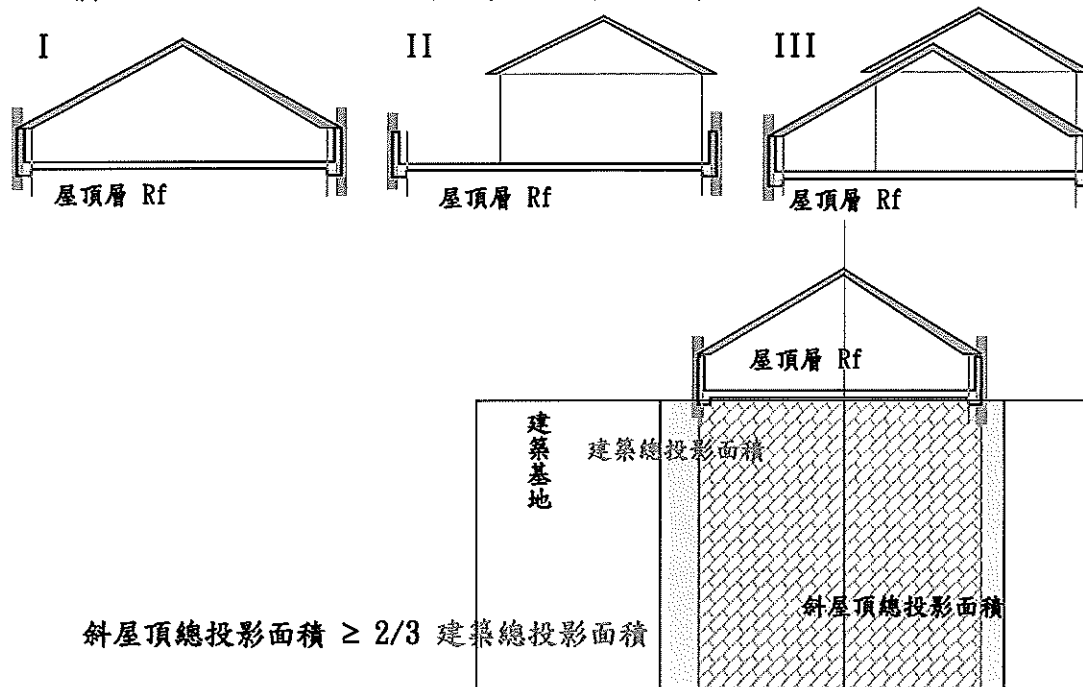 I
II
III
屋頂層 Rf
屋頂層 Rf
屋頂層 Rf
屋頂層 Rf
建築基地
建築總投影面積
斜屋頂總投影面積
斜屋頂總投影面積 ≥ 2/3 建築總投影面積